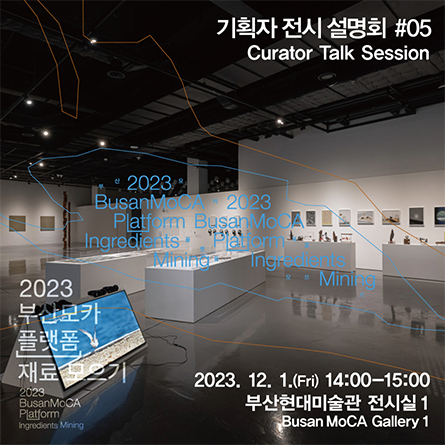 기획자 전시 설명회 #05
Curator Talk Session
부 산
2023
BusanMoCA 2023
Platform BusanMoCA
Ingredients Platform
Mining Ingredients
Mining
2023
부산모카
플랫폼
재료 모으기
2023
BusanMoCA
Platform
Ingredients Mining
2023. 12. 1.(Fri) 14:00–15:00
부산현대미술관 전시실 1
Busan MoCA Gallery 1